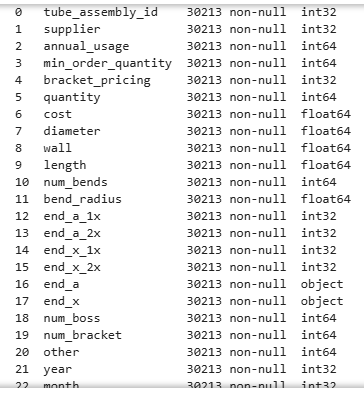 0 tube_assembly_id 30213 non-null int32
1 supplier 30213 non-null int32
2 annual_usage 30213 non-null int64
3 min_order_quantity 30213 non-null int64
4 bracket_pricing 30213 non-null int32
5 quantity 30213 non-null int64
6 cost 30213 non-null float64
7 diameter 30213 non-null float64
8 wall 30213 non-null float64
9 length 30213 non-null float64
10 num_bends 30213 non-null int64
11 bend_radius 30213 non-null float64
12 end_a_1x 30213 non-null int32
13 end_a_2x 30213 non-null int32
14 end_x_1x 30213 non-null int32
15 end_x_2x 30213 non-null int32
16 end_a 30213 non-null object
17 end_x 30213 non-null object
18 num_boss 30213 non-null int64
19 num_bracket 30213 non-null int64
20 other 30213 non-null int64
21 year 30213 non-null int32
22 month 30213 non-null int32